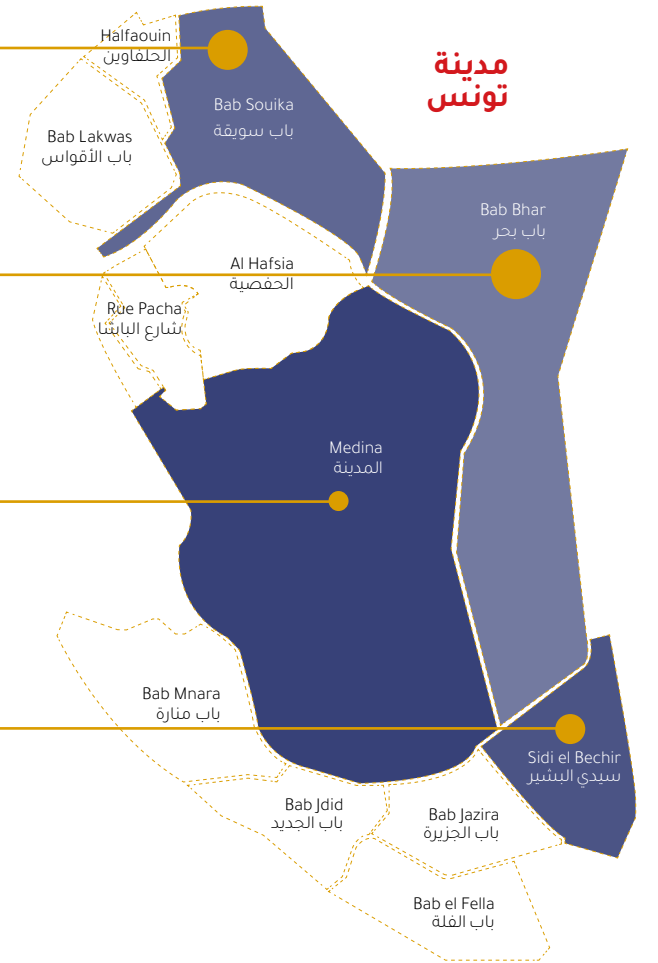 مدينة
تونس
Halfaouin
الحلفاوين
Bab Souika
باب سويقة
Bab Lakwas
باب الأقواس
Bab Bhar
باب بحر
Al Hafsia
الحفصية
Rue Pacha
شارع الباشا
Medina
المدينة
Bab Mnara
باب منارة
Sidi el Bechir
سيدي البشير
Bab Jdid
باب الجديد
Bab Jazira
باب الجزيرة
Bab el Fella
باب الفلة